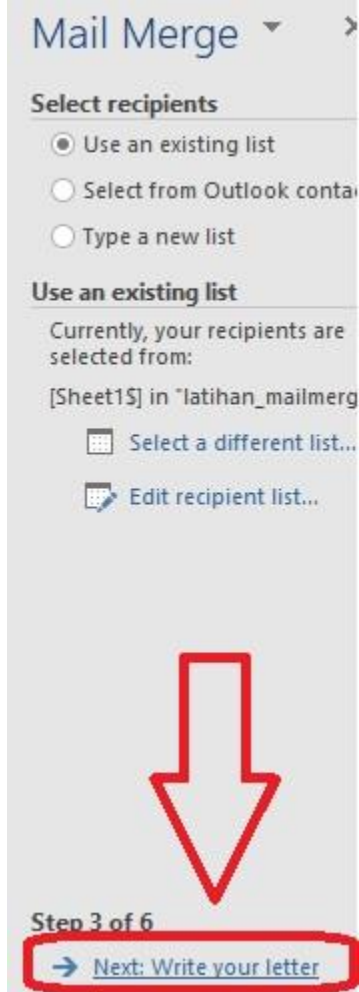 Mail Merge
Select recipients
Use an existing list
Select from Outlook conta
Type a new list
Use an existing list
Currently, your recipients are
selected from:
[Sheet1$] in "latihan_mailmerg
Select a different list...
Edit recipient list...
Step 3 of 6
Next: Write your letter